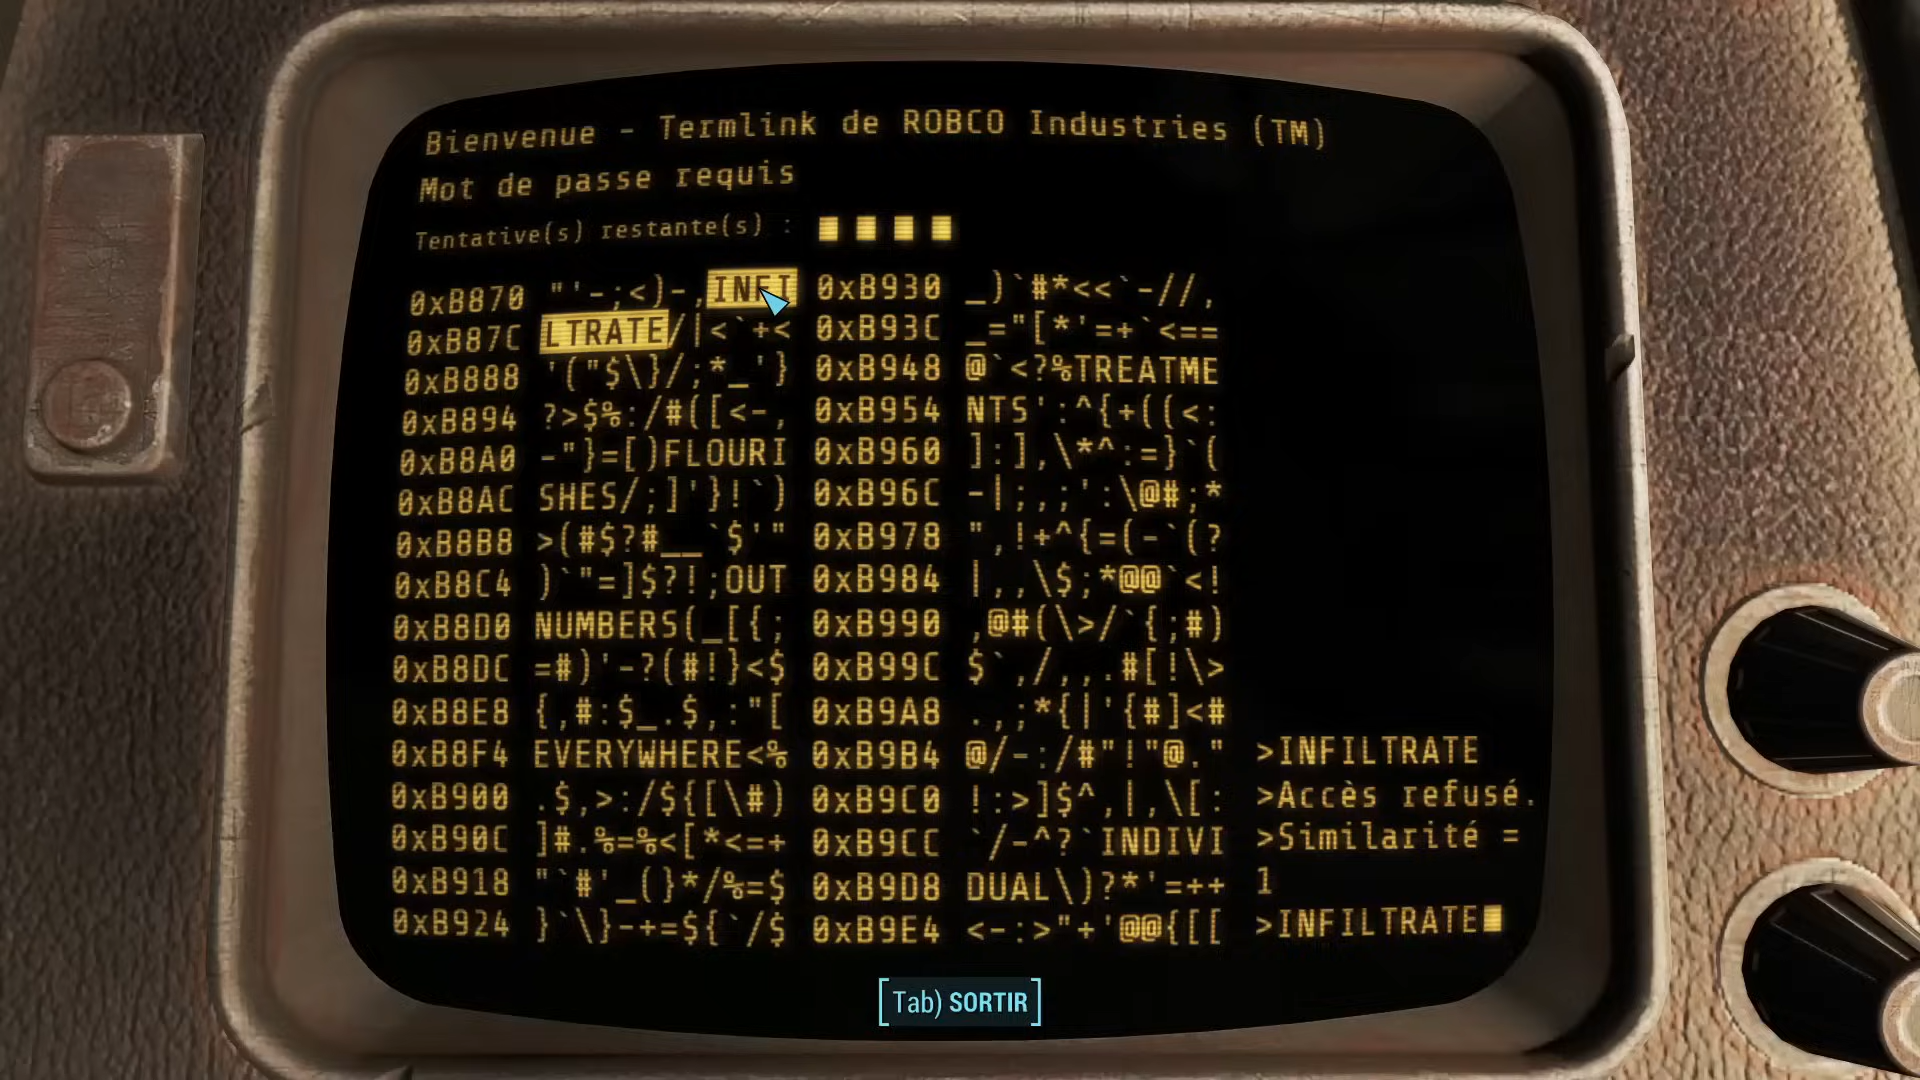 Bienvenue - Termlink de ROBCO Industries (TM)
Mot de passe requis
Tentative(s) restante(s) :
0xB870 "'-;<)-,INFI
0xB87C LTRATE/|<`+<
0xB888 '{"$\}/;*_'}
0xB894 ?>$%:/#([<-,
0xB8A0 -"}=[)FLOURI
0xB8AC SHES/;]'}!`)
0xB8B8 >(#$?#__`$'"
0xB8C4 )`"=]$?!;OUT
0xB8D0 NUMBERS(_[{;
0xB8DC =#)'-?(#!}<$
0xB8E8 {,#:$_.$,:"[
0xB8F4 EVERYWHERE<%
0xB900 .$,>:/${[\#)
0xB90C ]#.%=%<[*<=+
0xB918 "`#'_(}*/%=$
0xB924 }`\}-+=${`/$
0xB930 _)`#*<<`-//,
0xB93C _="[*'=+`<==
0xB948 @`<?%TREATME
0xB954 NTS':^{+((<:
0xB960 ]:],\*^:=}`(
0xB96C -|;,;':\@#;*
0xB978 ",!+^{=(-`(?
0xB984 |,,\$;*@@`<!
0xB990 ,@#(\>/`{;#)
0xB99C $`,/,,.#[!\>
0xB9A8 .,;*{|'{#]<#
0xB9B4 @/-:/#"!"@."
0xB9C0 !:>]$^,|,\[:
0xB9CC `/-^?`INDIVI
0xB9D8 DUAL\)?*'=++
0xB9E4 <-:>"+'@@{[[
>INFILTRATE
>Accès refusé.
>Similarité =
1
>INFILTRATE
Tab) SORTIR